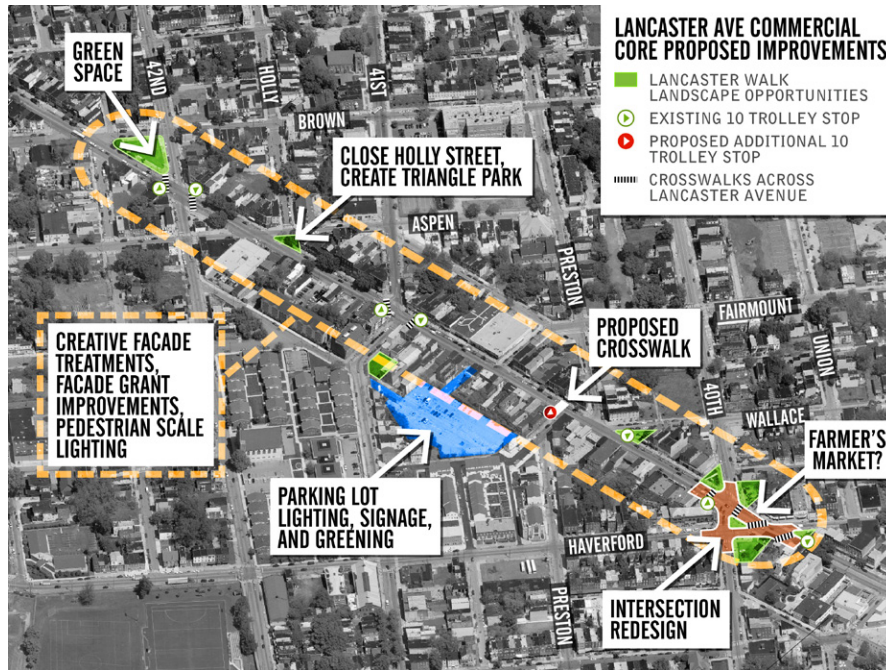 LANCASTER AVE COMMERCIAL
CORE PROPOSED IMPROVEMENTS
LANCASTER WALK
LANDSCAPE OPPORTUNITIES
EXISTING 10 TROLLEY STOP
PROPOSED ADDITIONAL 10
TROLLEY STOP
CROSSWALKS ACROSS
LANCASTER AVENUE
GREEN
SPACE
42ND
HOLLY
41ST
BROWN
CLOSE HOLLY STREET,
CREATE TRIANGLE PARK
ASPEN
PRESTON
FAIRMOUNT
UNION
PROPOSED
CROSSWALK
40TH
WALLACE
CREATIVE FACADE
TREATMENTS,
FACADE GRANT
IMPROVEMENTS,
PEDESTRIAN SCALE
LIGHTING
FARMER'S
MARKET?
PARKING LOT
LIGHTING, SIGNAGE,
AND GREENING
HAVERFORD
PRESTON
INTERSECTION
REDESIGN